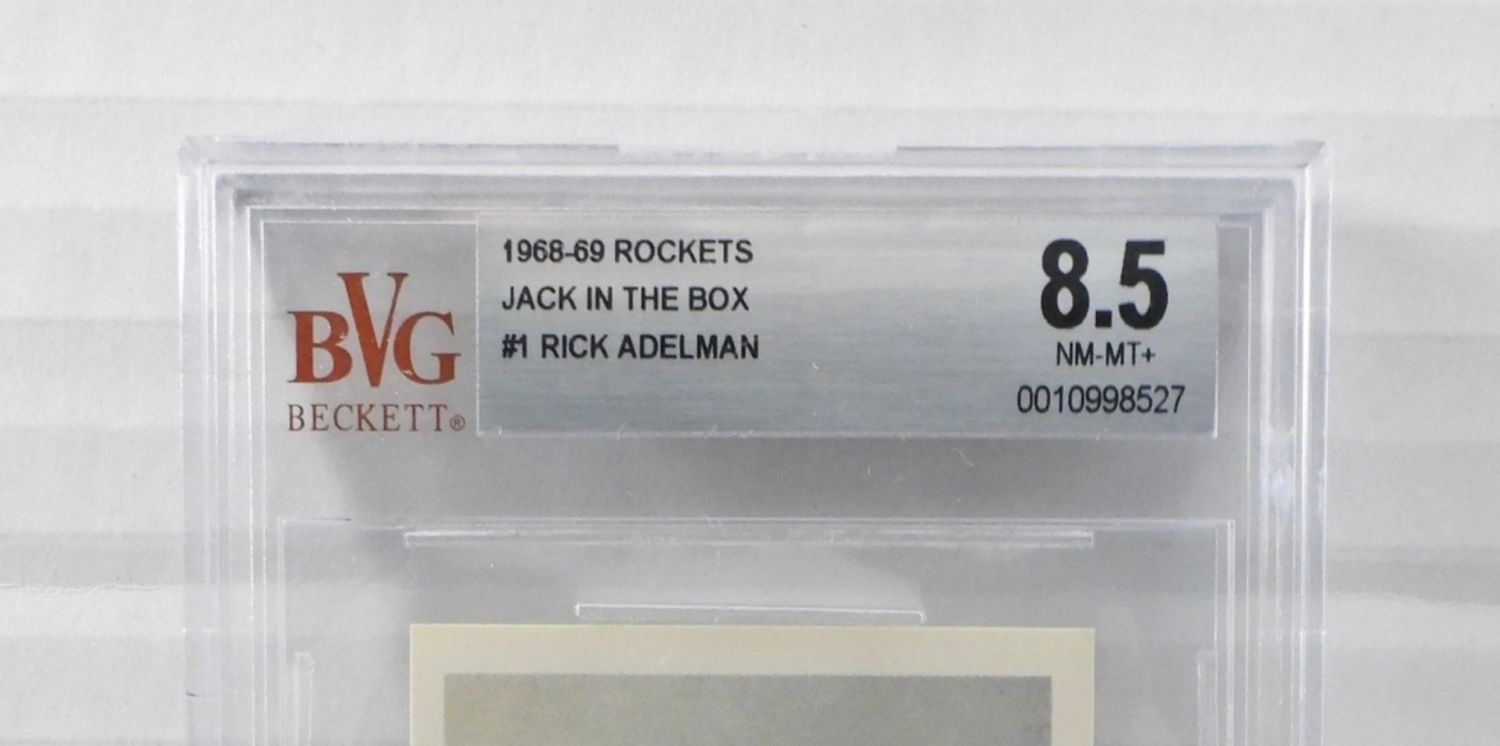 BVG
BECKETT®
1968-69 ROCKETS
JACK IN THE BOX
#1 RICK ADELMAN
8.5
NM-MT+
0010998527